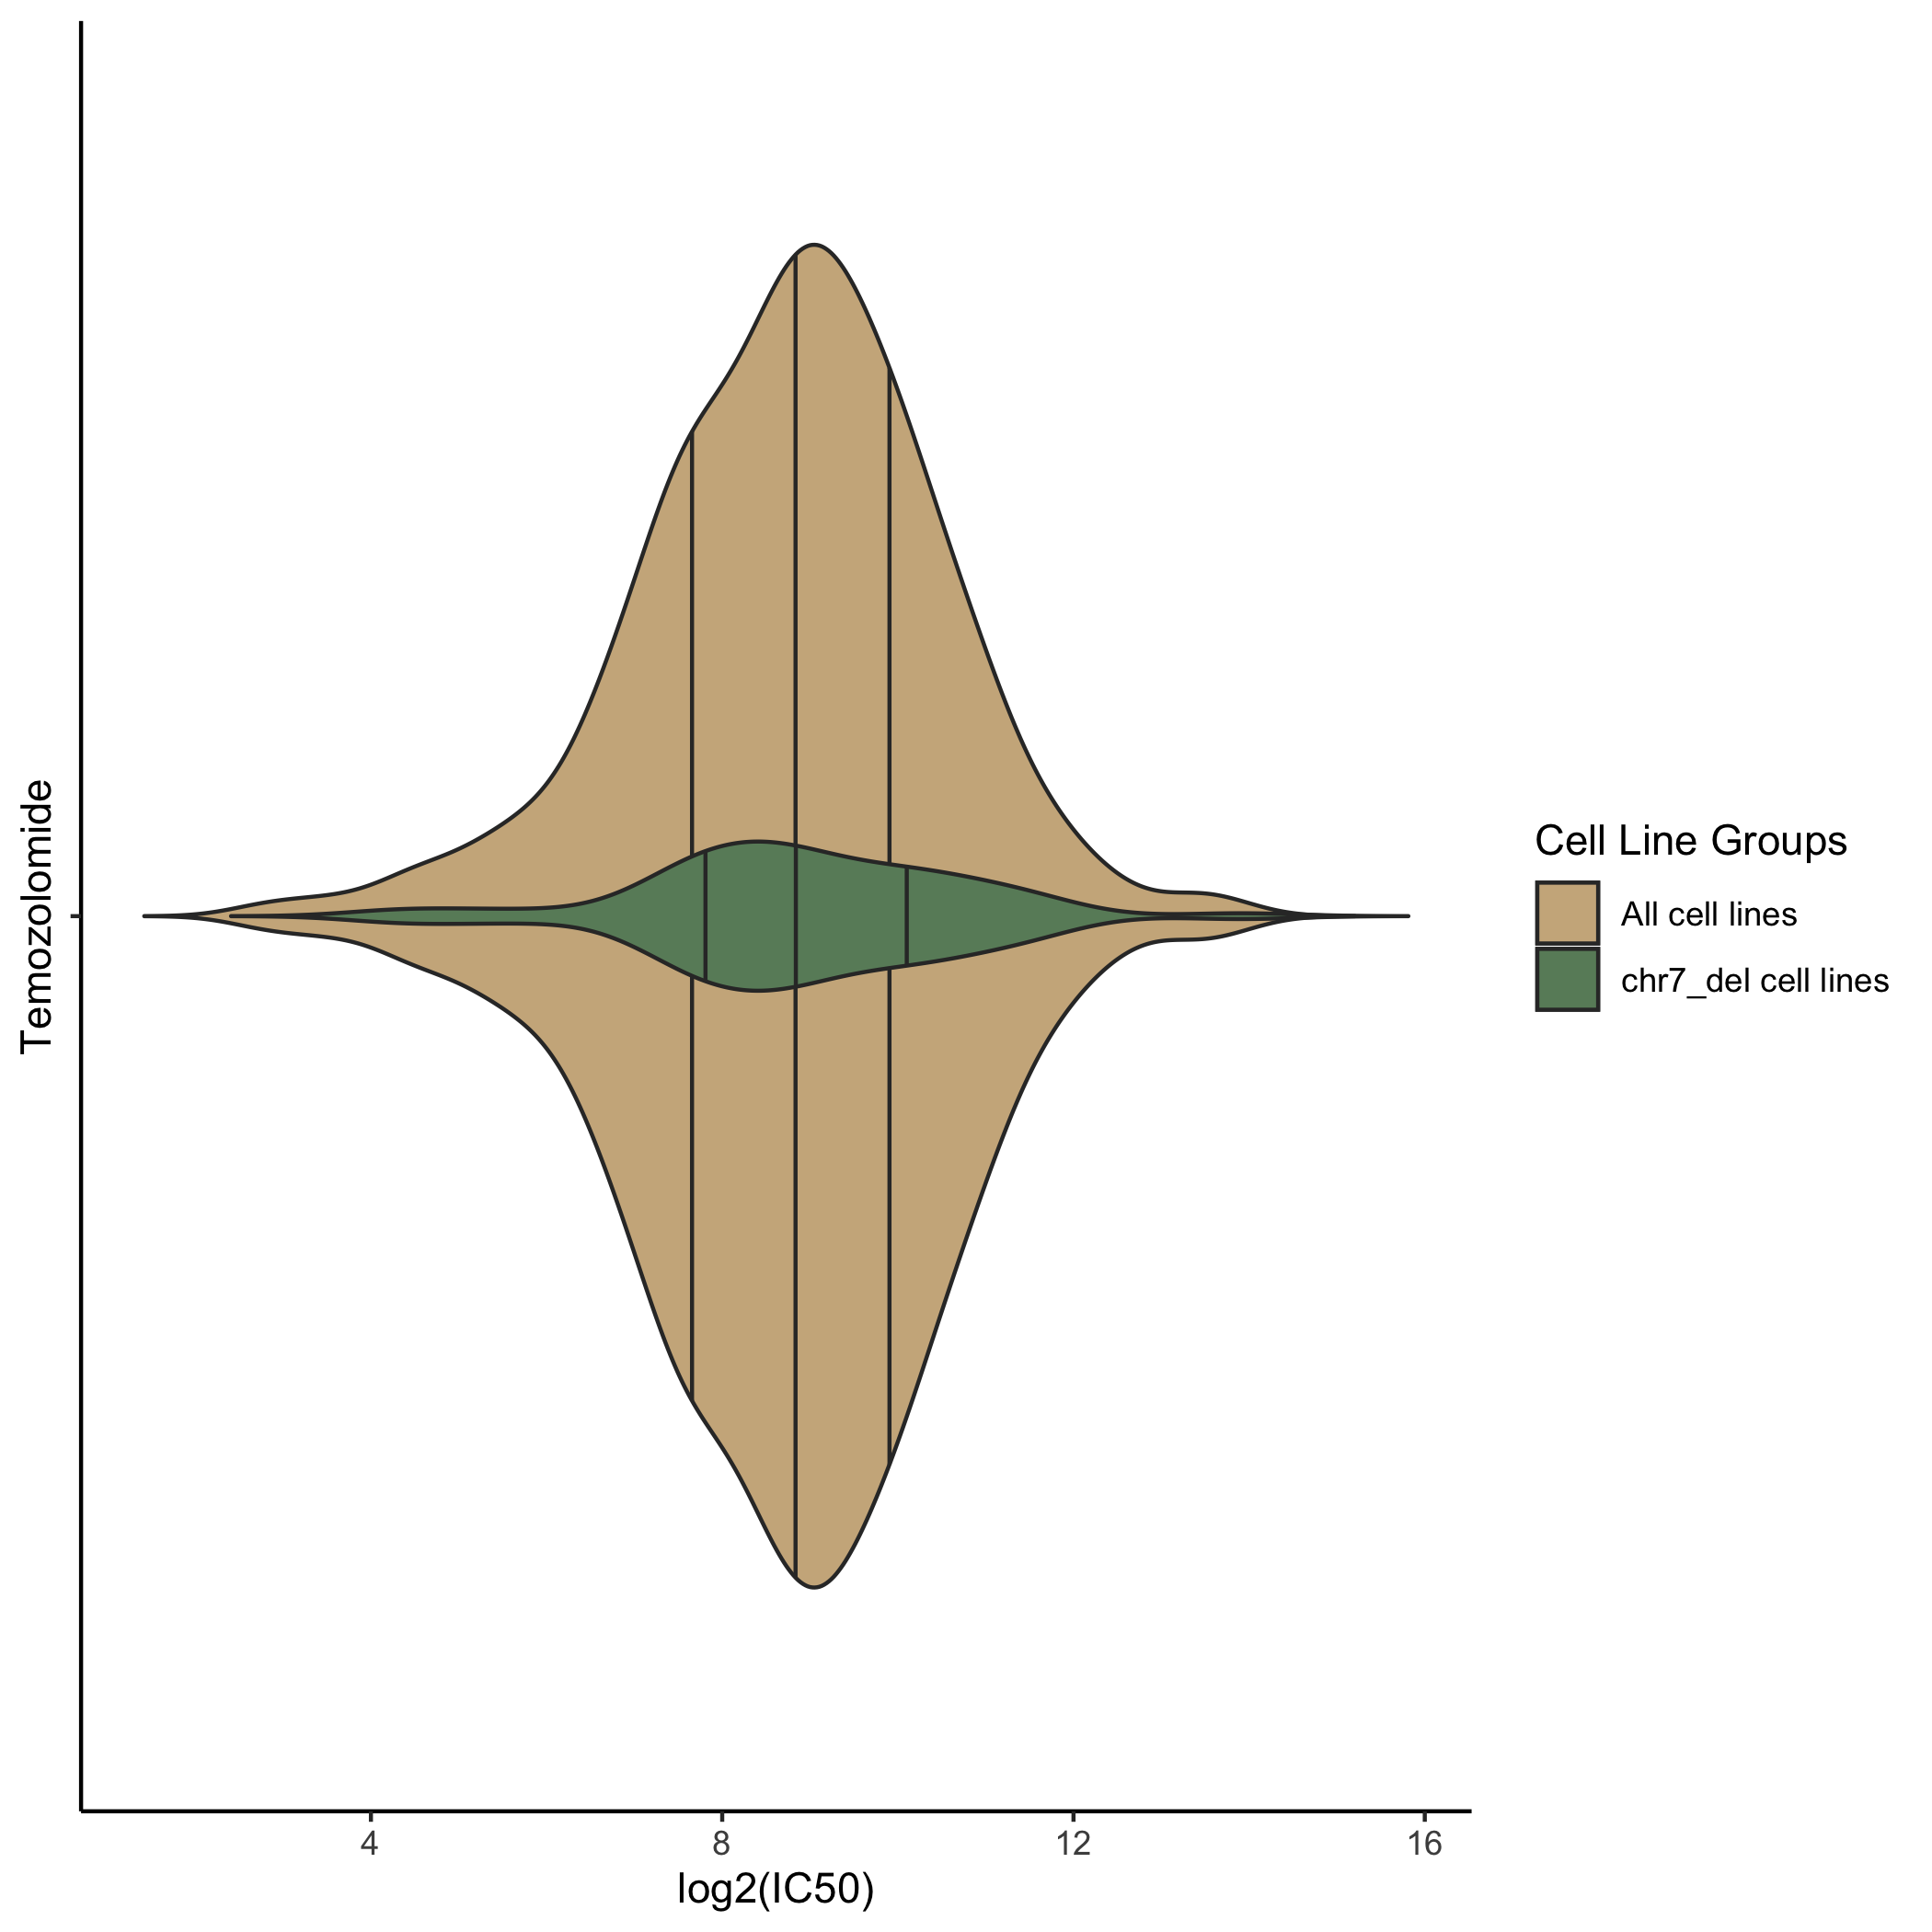 Temozolomide
4
8
12
16
log2(IC50)
Cell Line Groups
All cell lines
chr7_del cell lines